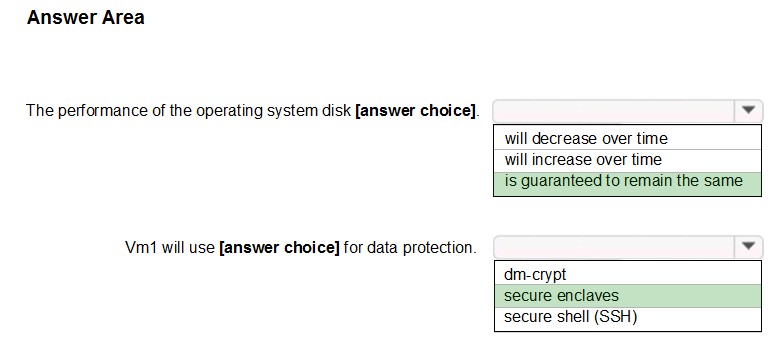 Answer Area
The performance of the operating system disk [answer choice].
will decrease over time
will increase over time
is guaranteed to remain the same
Vm1 will use [answer choice] for data protection.
dm-crypt
secure enclaves
secure shell (SSH)